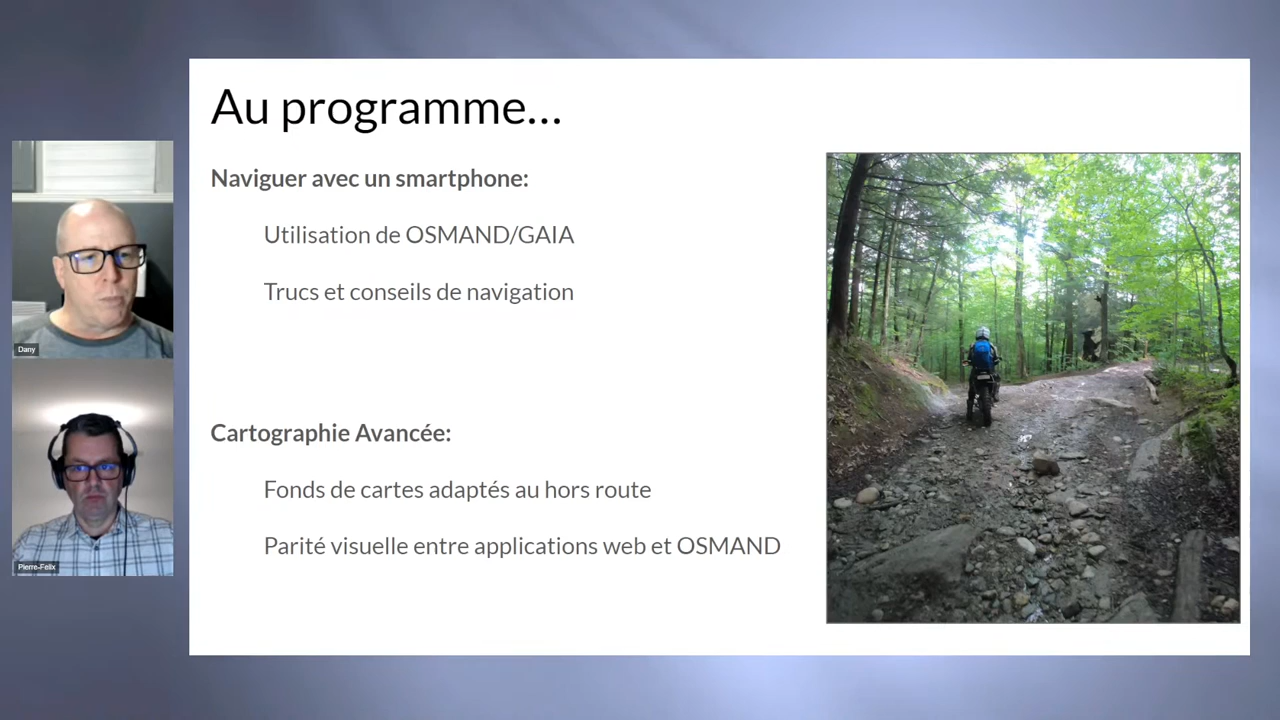 Au programme...
Naviguer avec un smartphone:
Utilisation de OSMAND/GAIA
Trucs et conseils de navigation
Cartographie Avancée:
Fonds de cartes adaptés au hors route
Parité visuelle entre applications web et OSMAND
Dany
Pierre-Felix